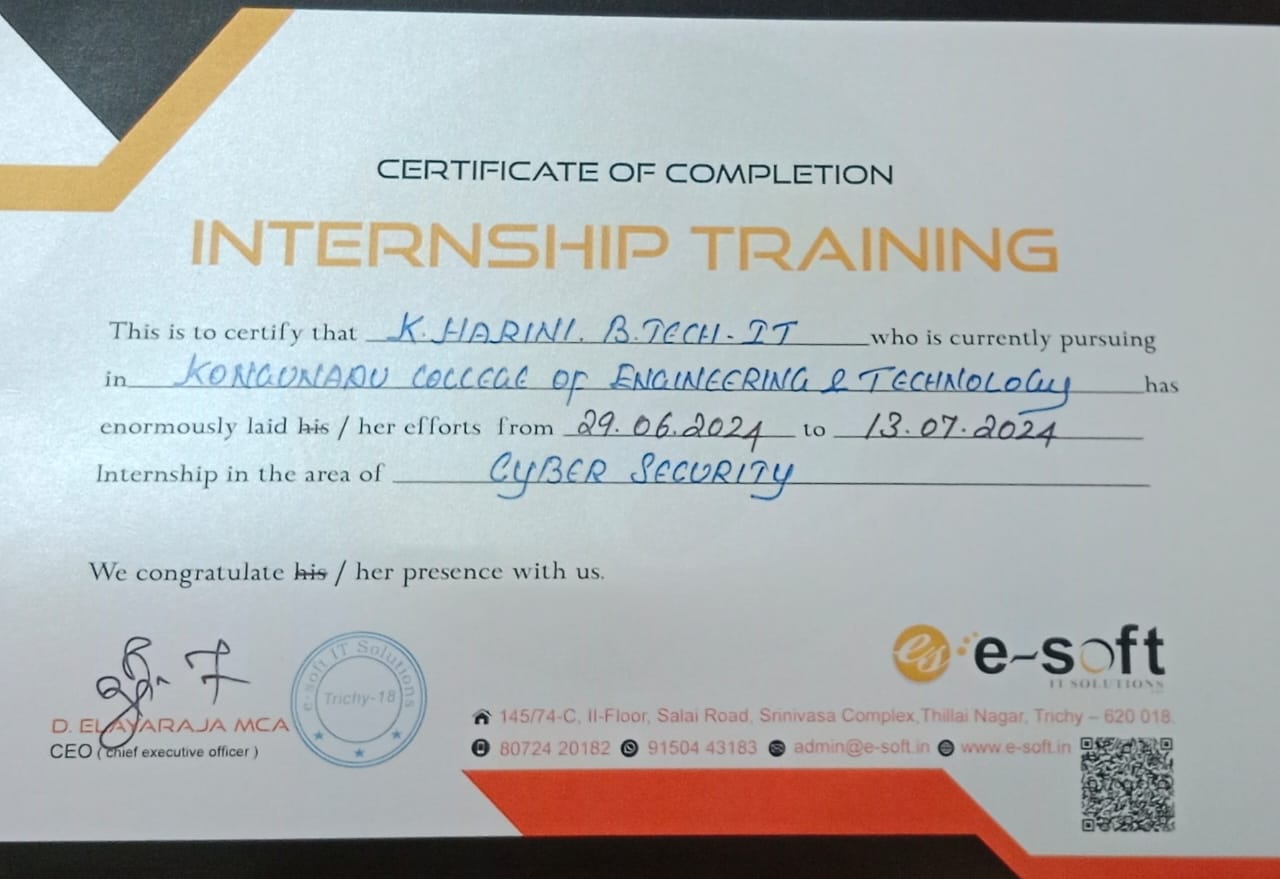 CERTIFICATE OF COMPLETION
INTERNSHIP TRAINING
This is to certify that K. HARINI. B.TECH-IT who is currently pursuing
in KONGUNADU COLLEGE OF ENGINEERING & TECHNOLOGY has
enormously laid his / her efforts from 29.06.2024 to 13.07.2024
Internship in the area of CYBER SECURITY
We congratulate his / her presence with us.
D. ELAYARAJA MCA
CEO ( chief executive officer )
e-soft IT Solutions
Trichy-18
es e-soft
IT SOLUTIONS
145/74-C, II-Floor, Salai Road, Srinivasa Complex,Thillai Nagar, Trichy – 620 018.
80724 20182 91504 43183 admin@e-soft.in www.e-soft.in